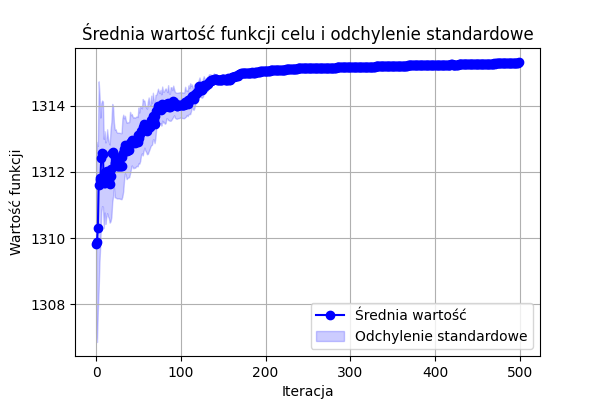 Średnia wartość funkcji celu i odchylenie standardowe
Wartość funkcji
1314
1312
1310
1308
Średnia wartość
Odchylenie standardowe
0 100 200 300 400 500
Iteracja